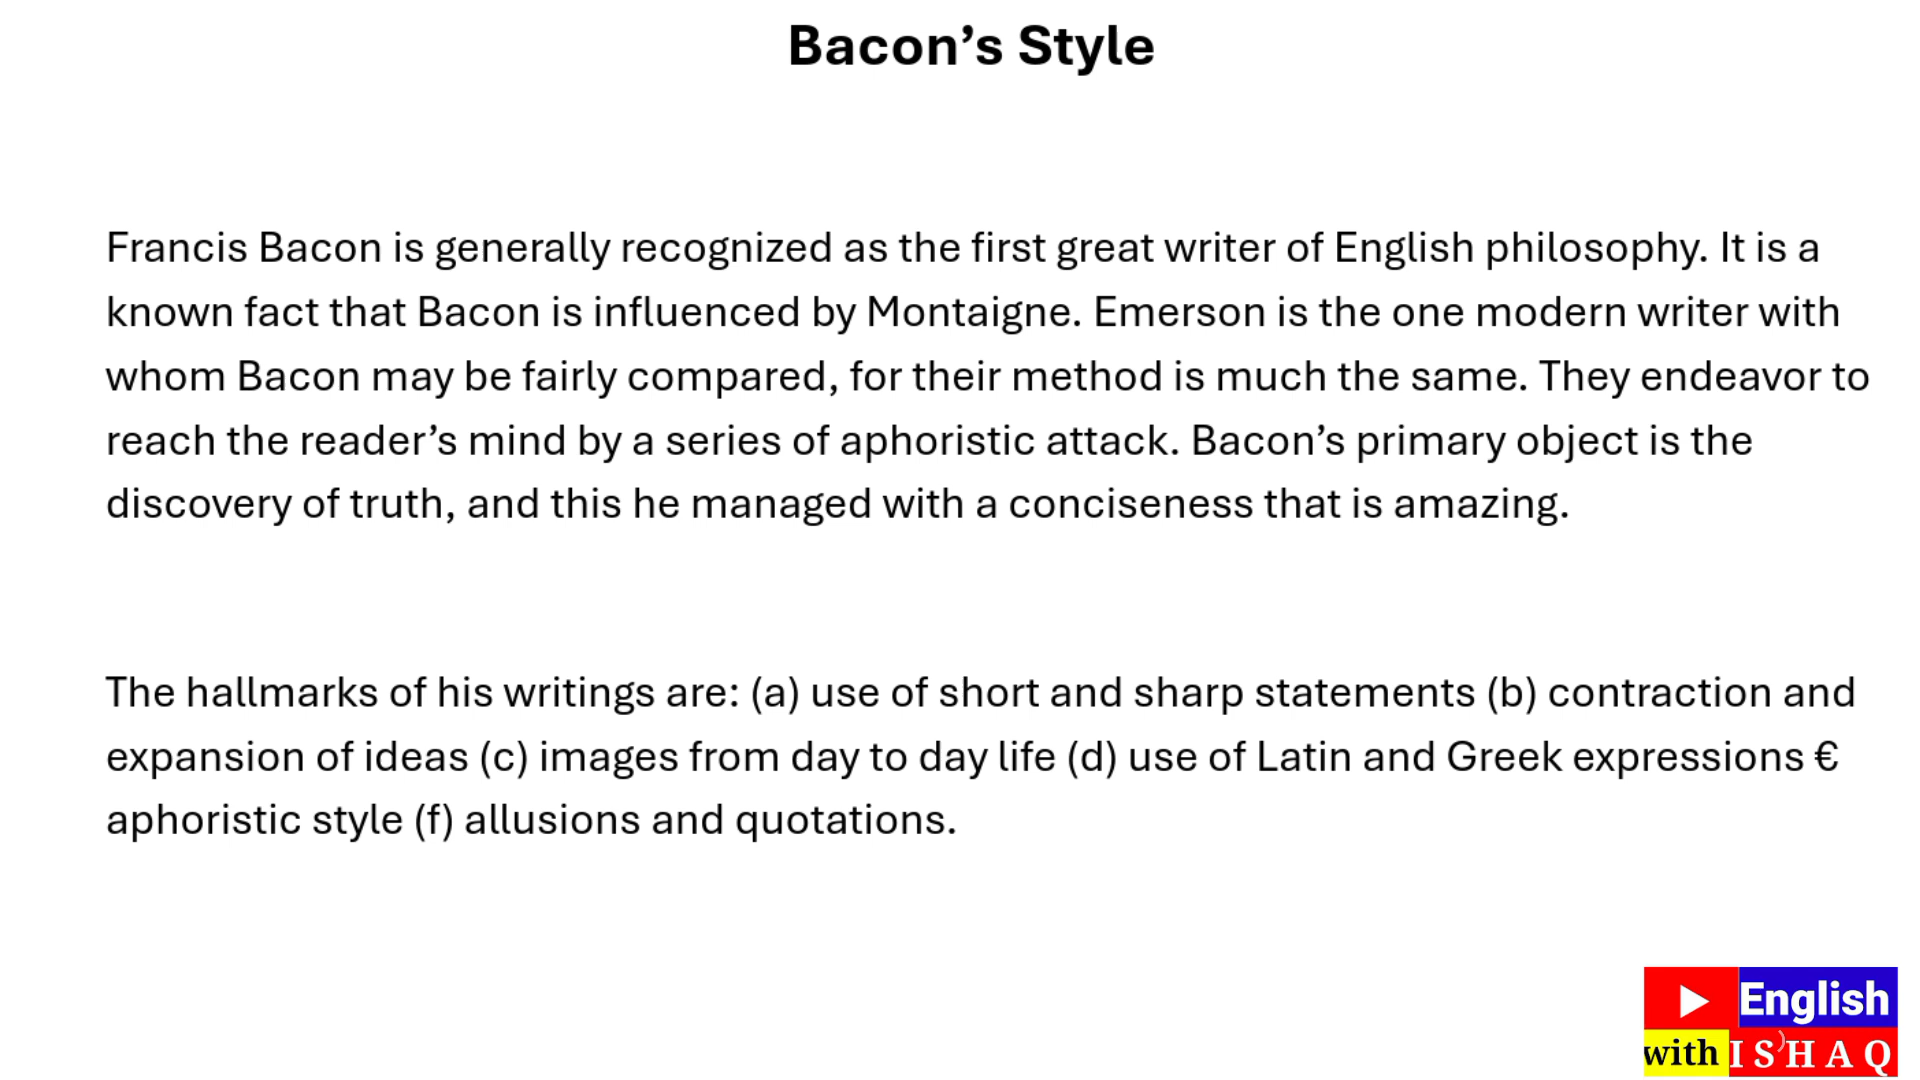 Bacon’s Style
Francis Bacon is generally recognized as the first great writer of English philosophy. It is a
known fact that Bacon is influenced by Montaigne. Emerson is the one modern writer with
whom Bacon may be fairly compared, for their method is much the same. They endeavor to
reach the reader’s mind by a series of aphoristic attack. Bacon’s primary object is the
discovery of truth, and this he managed with a conciseness that is amazing.
The hallmarks of his writings are: (a) use of short and sharp statements (b) contraction and
expansion of ideas (c) images from day to day life (d) use of Latin and Greek expressions €
aphoristic style (f) allusions and quotations.
English
with ISHAQ